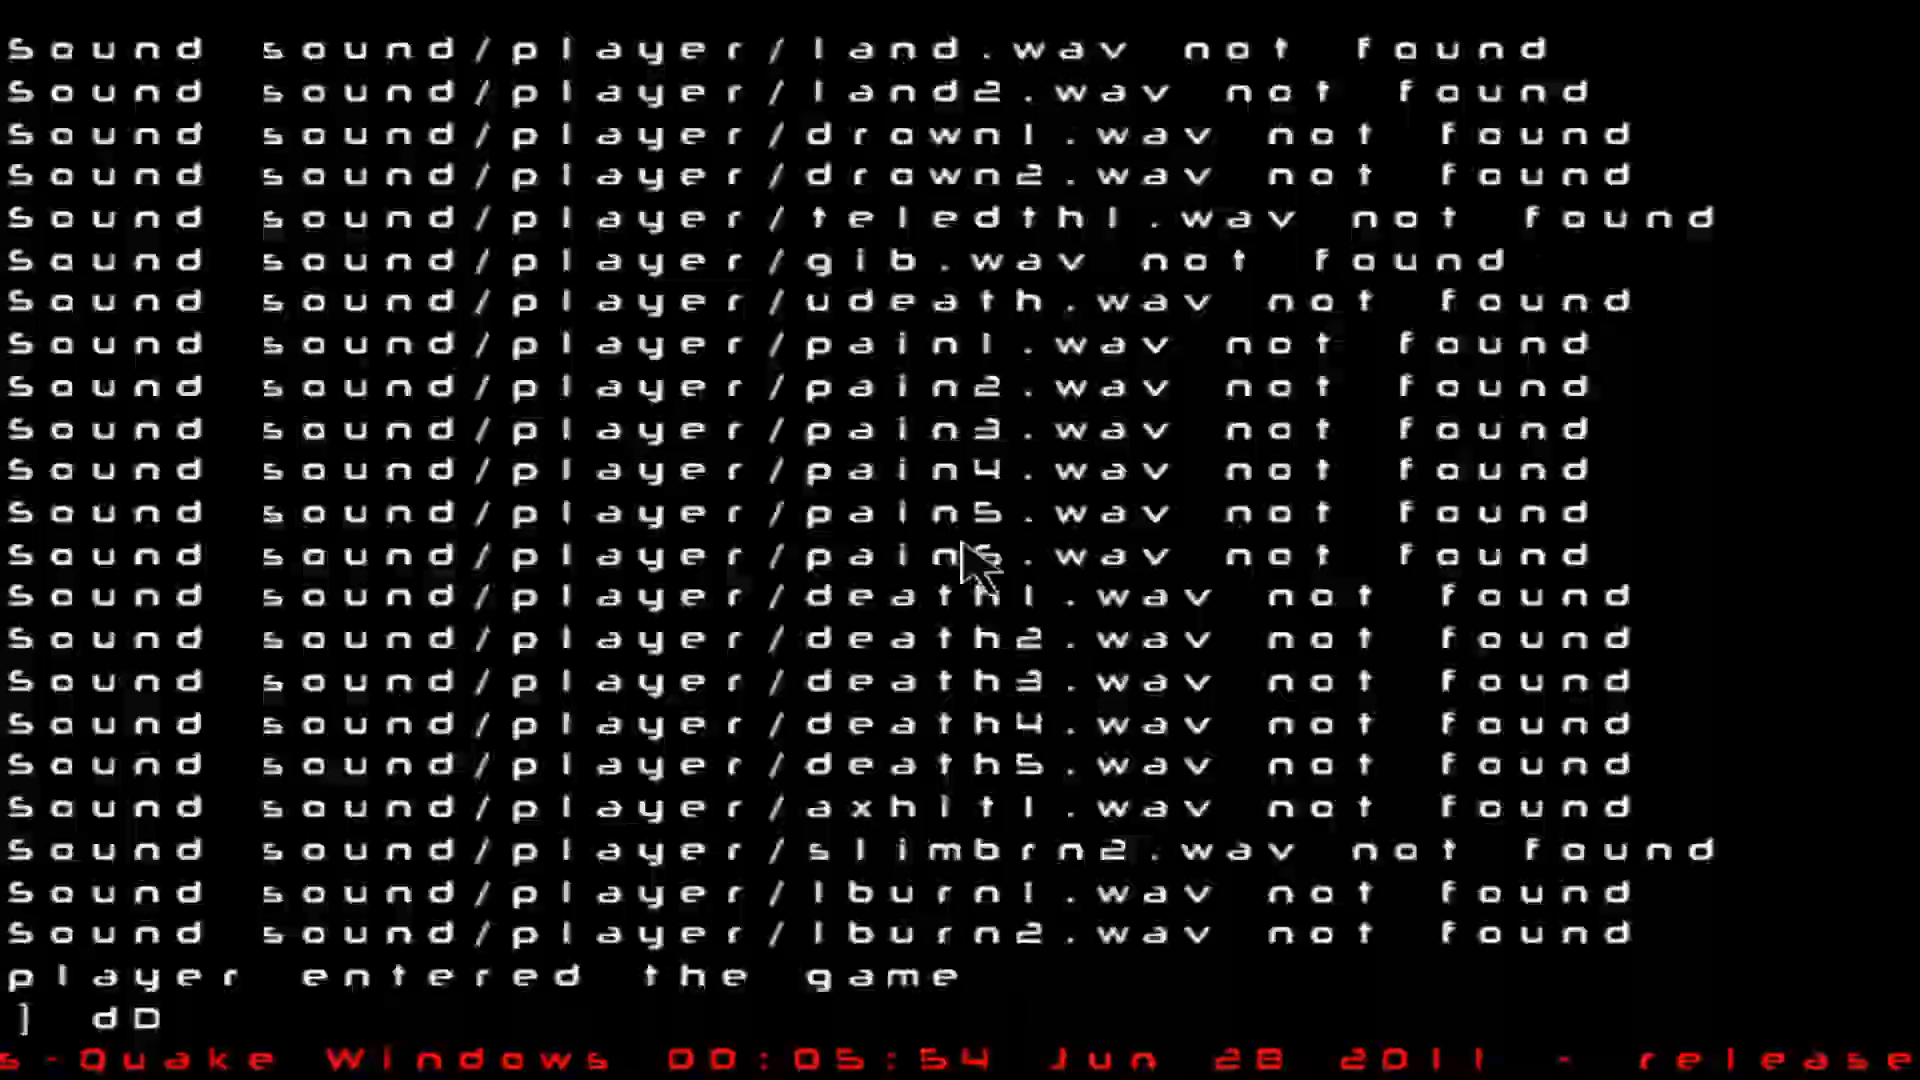 Sound sound/player/land.wav not found
Sound sound/player/land2.wav not found
Sound sound/player/drown1.wav not found
Sound sound/player/drown2.wav not found
Sound sound/player/teledth1.wav not found
Sound sound/player/gib.wav not found
Sound sound/player/udeath.wav not found
Sound sound/player/pain1.wav not found
Sound sound/player/pain2.wav not found
Sound sound/player/pain3.wav not found
Sound sound/player/pain4.wav not found
Sound sound/player/pain5.wav not found
Sound sound/player/pain6.wav not found
Sound sound/player/death1.wav not found
Sound sound/player/death2.wav not found
Sound sound/player/death3.wav not found
Sound sound/player/death4.wav not found
Sound sound/player/death5.wav not found
Sound sound/player/axhit1.wav not found
Sound sound/player/slimbrn2.wav not found
Sound sound/player/lburn1.wav not found
Sound sound/player/lburn2.wav not found
player entered the game
] dD
s-Quake Windows 00:05:54 Jun 28 2011 - release